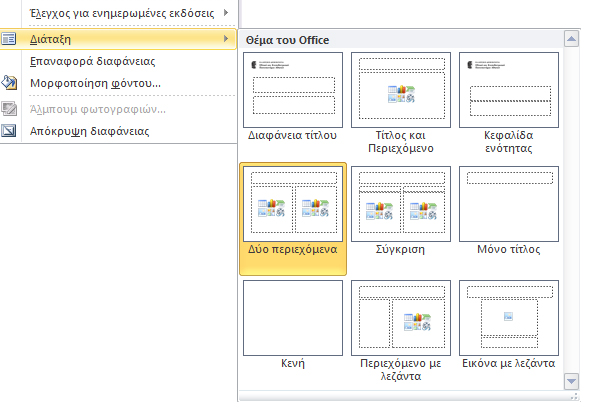 Έλεγχος για ενημερωμένες εκδόσεις
Διάταξη
Επαναφορά διαφάνειας
Μορφοποίηση φόντου...
Άλμπουμ φωτογραφιών...
Απόκρυψη διαφάνειας
Θέμα του Office
Διαφάνεια τίτλου
Τίτλος και
Περιεχόμενο
Κεφαλίδα
ενότητας
Δύο περιεχόμενα
Σύγκριση
Μόνο τίτλος
Κενή
Περιεχόμενο με
λεζάντα
Εικόνα με λεζάντα